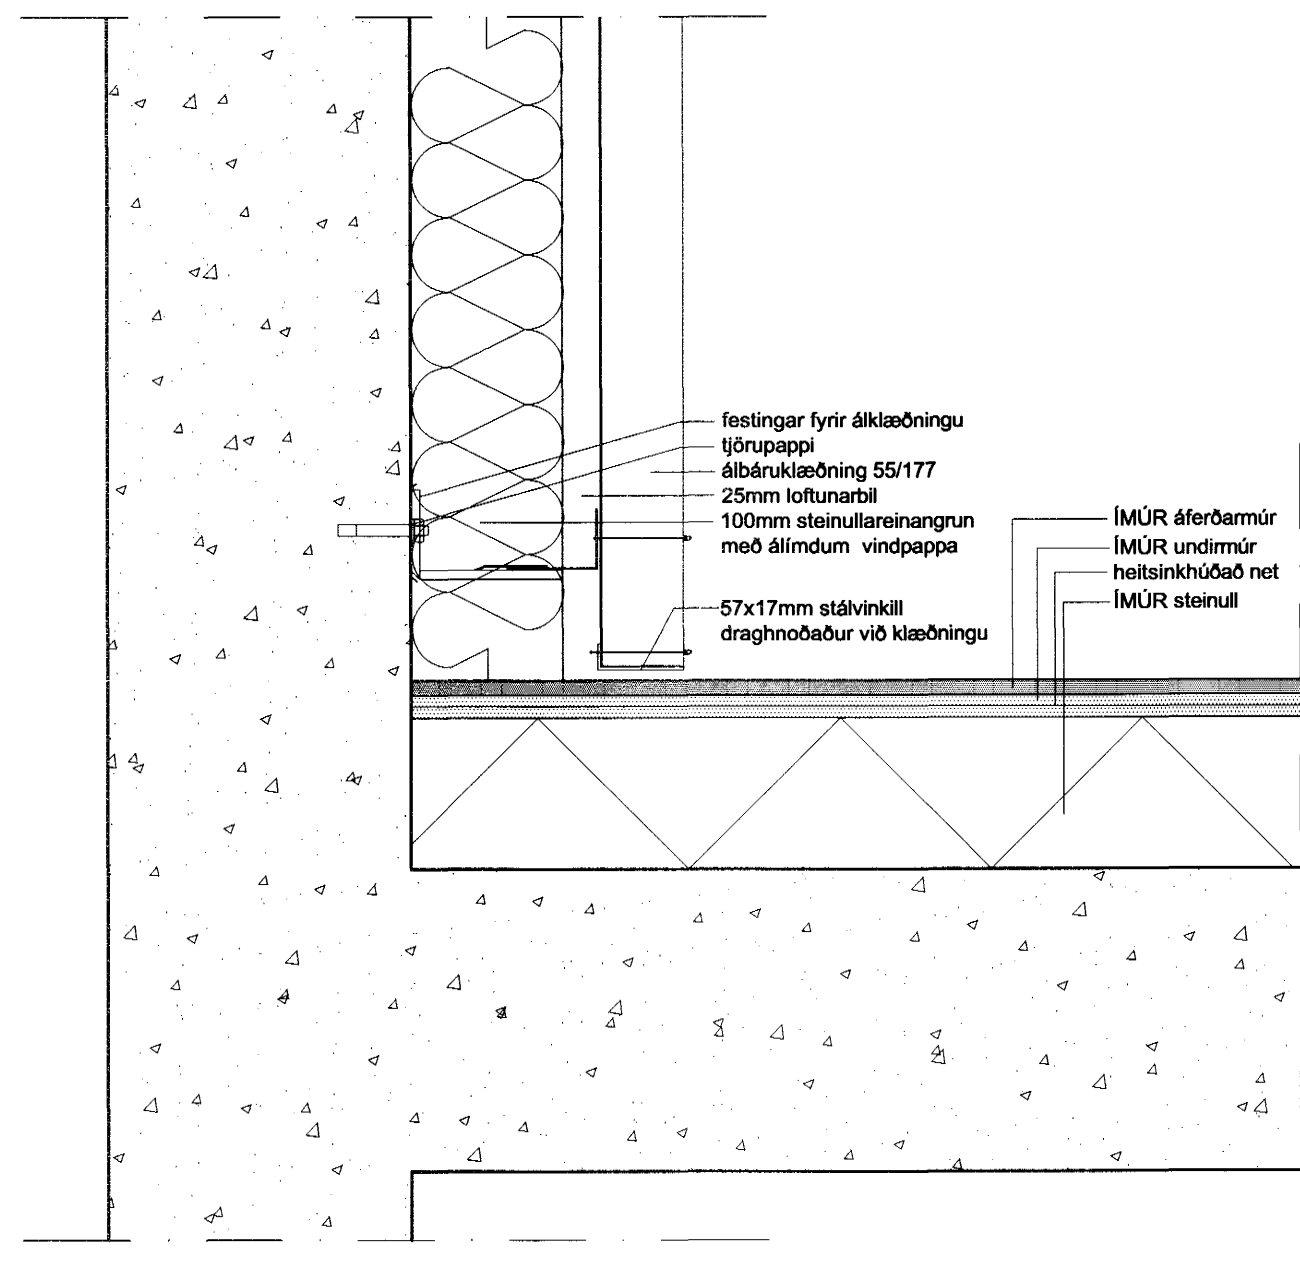 festingar fyrir álklæðningu
tjörupappi
álbáruklæðning 55/177
25mm loftunarbil
100mm steinullareinangrun
með álímdum vindpappa
57x17mm stálvinkill
draghnoðaður við klæðningu
ÍMÚR áferðarmúr
ÍMÚR undirmúr
heitsinkhúðað net
ÍMÚR steinull